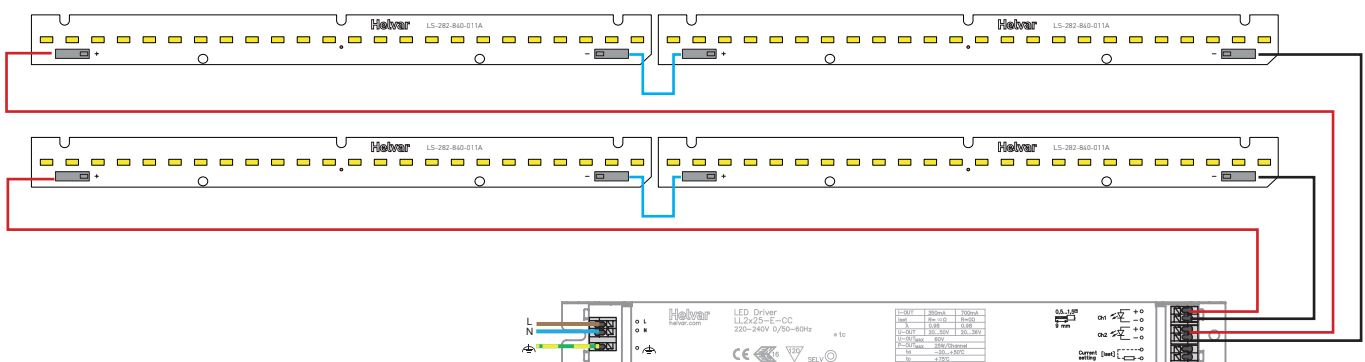 Helvar LS-282-840-011A Helvar LS-282-840-011A
+ - + -
Helvar LS-282-840-011A Helvar LS-282-840-011A
+ - + -
L
N
L
N
Helvar
helvar.com
LED Driver
LL2x25-E-CC
220-240V 0/50-60Hz
tc
SELV
I-OUT 350mA 700mA
λ 0.98 0.98
U-OUT 20...50V 20...36V
U-OUTMAX 60V
P-OUTMAX 25W/Channel
ta -20...+50°C
tc +75°C
0,5...1,5
9 mm
Ch1 + -
Ch2 + -
Current
setting [Iset]